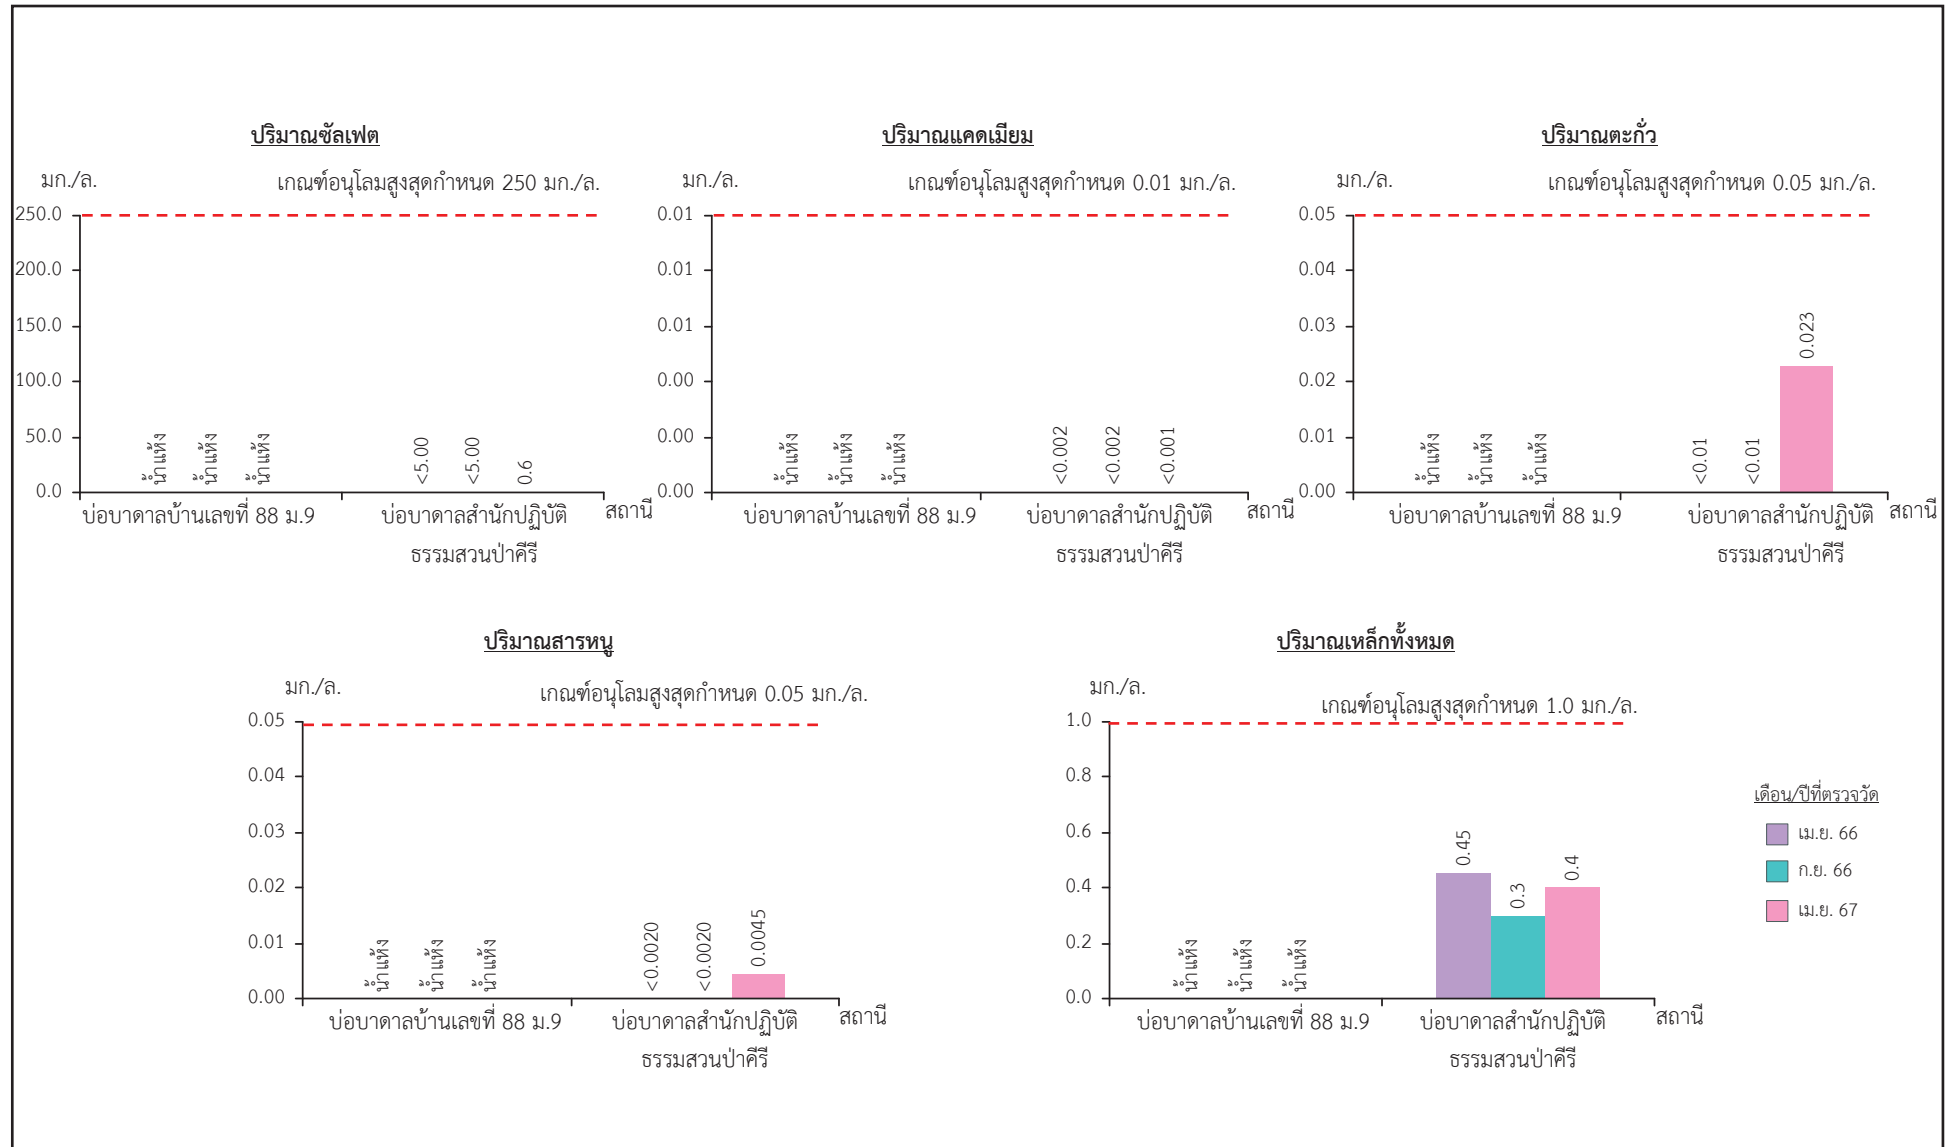 ปริมาณซัลเฟต
มก./ล.
เกณฑ์อนุโลมสูงสุดกำหนด 250 มก./ล.
250.0
200.0
150.0
100.0
50.0
0.0
น้ำแห้ง
น้ำแห้ง
น้ำแห้ง
<5.00
<5.00
0.6
บ่อบาดาลบ้านเลขที่ 88 ม.9
บ่อบาดาลสำนักปฏิบัติ
ธรรมสวนป่าคีรี
สถานี
ปริมาณแคดเมียม
มก./ล.
เกณฑ์อนุโลมสูงสุดกำหนด 0.01 มก./ล.
0.01
0.01
0.01
0.00
0.00
0.00
น้ำแห้ง
น้ำแห้ง
น้ำแห้ง
<0.002
<0.002
<0.001
บ่อบาดาลบ้านเลขที่ 88 ม.9
บ่อบาดาลสำนักปฏิบัติ
ธรรมสวนป่าคีรี
สถานี
ปริมาณตะกั่ว
มก./ล.
เกณฑ์อนุโลมสูงสุดกำหนด 0.05 มก./ล.
0.05
0.04
0.03
0.02
0.01
0.00
น้ำแห้ง
น้ำแห้ง
น้ำแห้ง
<0.01
<0.01
0.023
บ่อบาดาลบ้านเลขที่ 88 ม.9
บ่อบาดาลสำนักปฏิบัติ
ธรรมสวนป่าคีรี
สถานี
ปริมาณสารหนู
มก./ล.
เกณฑ์อนุโลมสูงสุดกำหนด 0.05 มก./ล.
0.05
0.04
0.03
0.02
0.01
0.00
น้ำแห้ง
น้ำแห้ง
น้ำแห้ง
<0.0020
<0.0020
0.0045
บ่อบาดาลบ้านเลขที่ 88 ม.9
บ่อบาดาลสำนักปฏิบัติ
ธรรมสวนป่าคีรี
สถานี
ปริมาณเหล็กทั้งหมด
มก./ล.
เกณฑ์อนุโลมสูงสุดกำหนด 1.0 มก./ล.
1.0
0.8
0.6
0.4
0.2
0.0
น้ำแห้ง
น้ำแห้ง
น้ำแห้ง
0.45
0.3
0.4
บ่อบาดาลบ้านเลขที่ 88 ม.9
บ่อบาดาลสำนักปฏิบัติ
ธรรมสวนป่าคีรี
สถานี
เดือน/ปีที่ตรวจวัด
เม.ย. 66
ก.ย. 66
เม.ย. 67